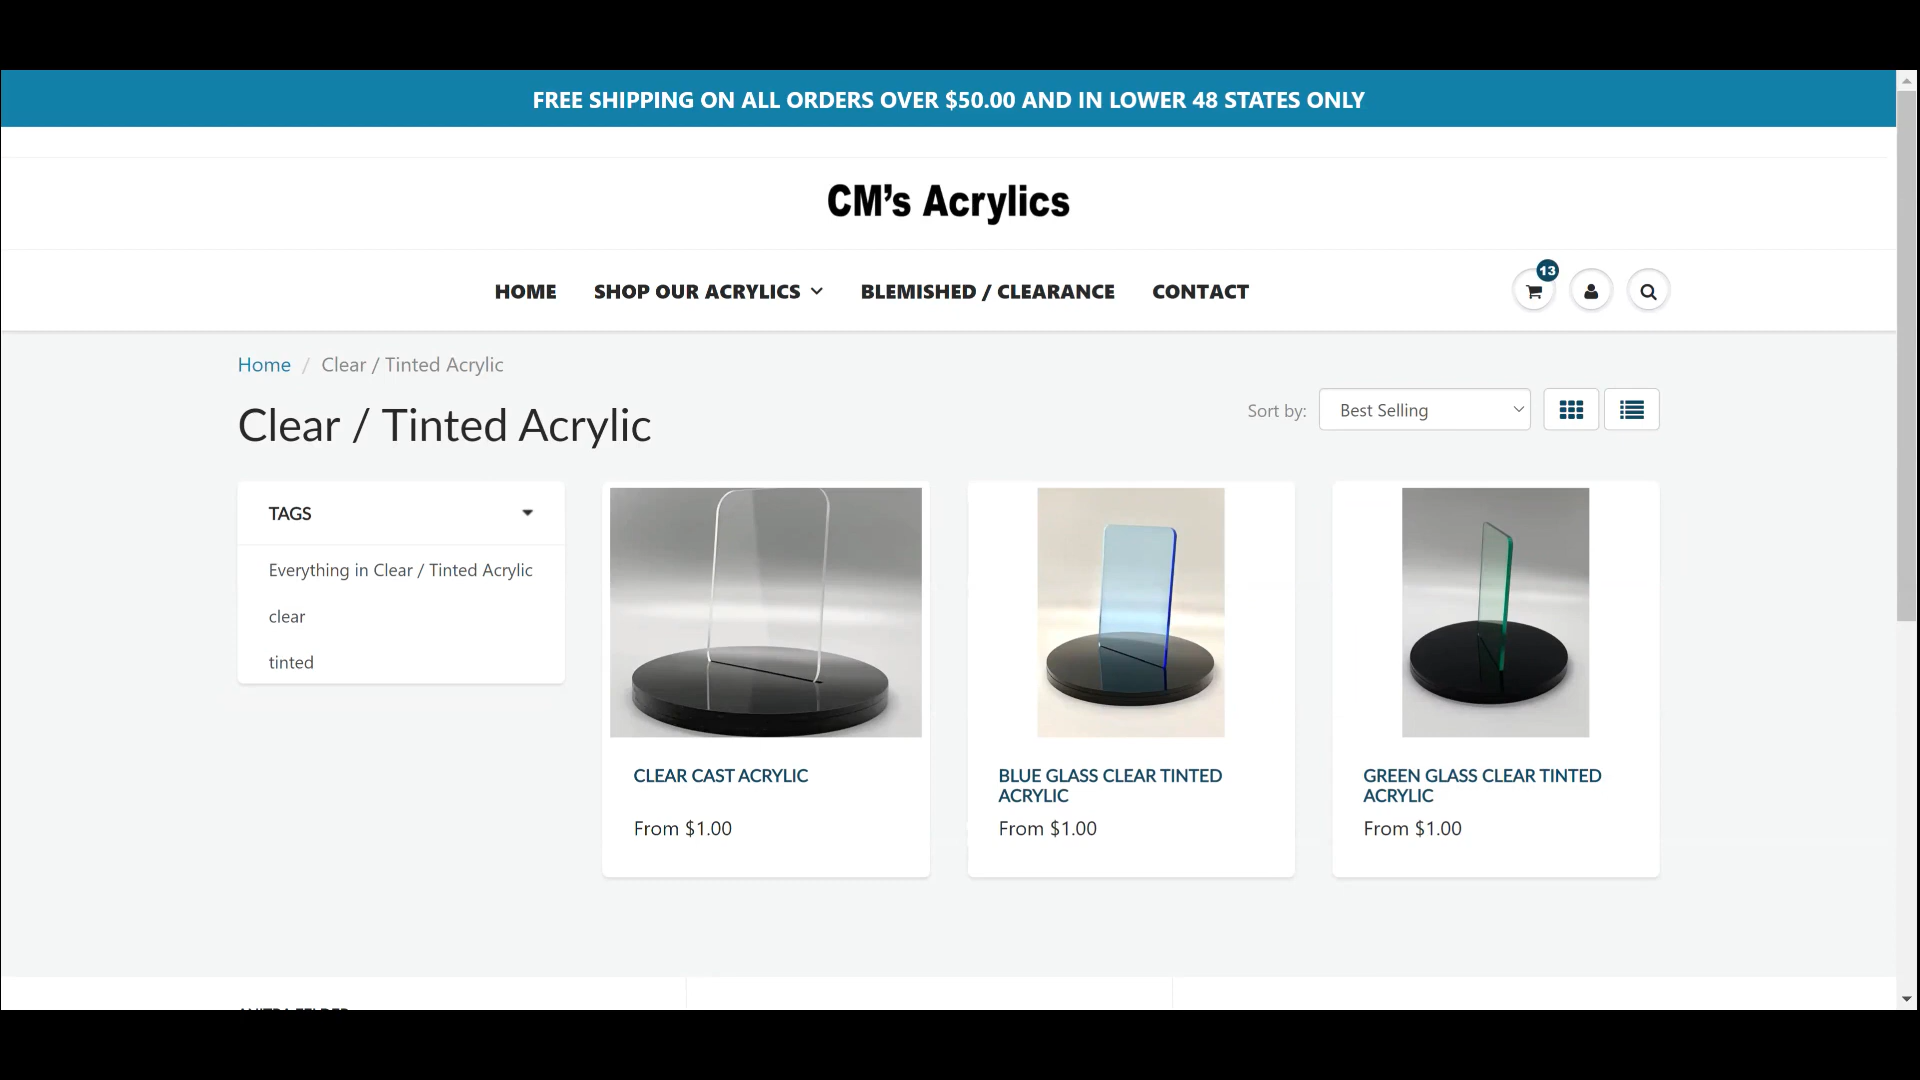 FREE SHIPPING ON ALL ORDERS OVER $50.00 AND IN LOWER 48 STATES ONLY
CM's Acrylics
HOME SHOP OUR ACRYLICS BLEMISHED / CLEARANCE CONTACT 13
Home / Clear / Tinted Acrylic
Clear / Tinted Acrylic
Sort by: Best Selling
TAGS
Everything in Clear / Tinted Acrylic
clear
tinted
CLEAR CAST ACRYLIC
From $1.00
BLUE GLASS CLEAR TINTED
ACRYLIC
From $1.00
GREEN GLASS CLEAR TINTED
ACRYLIC
From $1.00